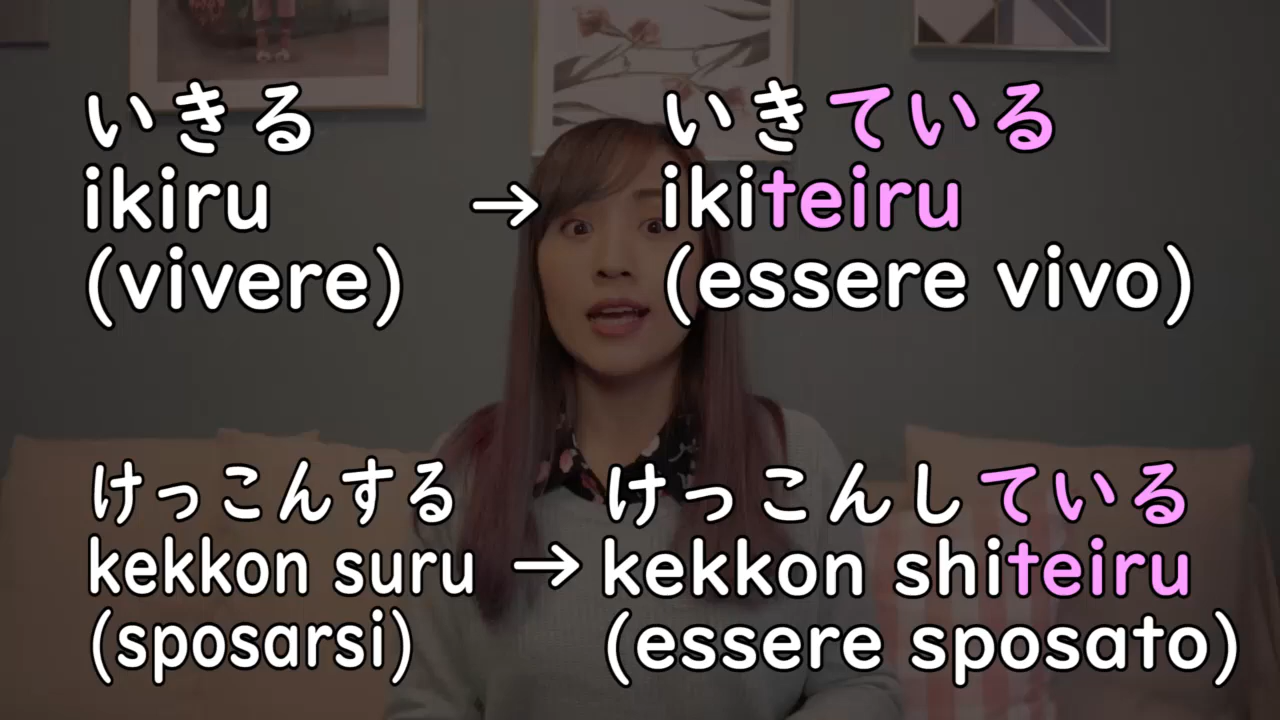 いきる
ikiru
(vivere)
→
いきている
ikiteiru
(essere vivo)
けっこんする
kekkon suru
(sposarsi)
→
けっこんしている
kekkon shiteiru
(essere sposato)